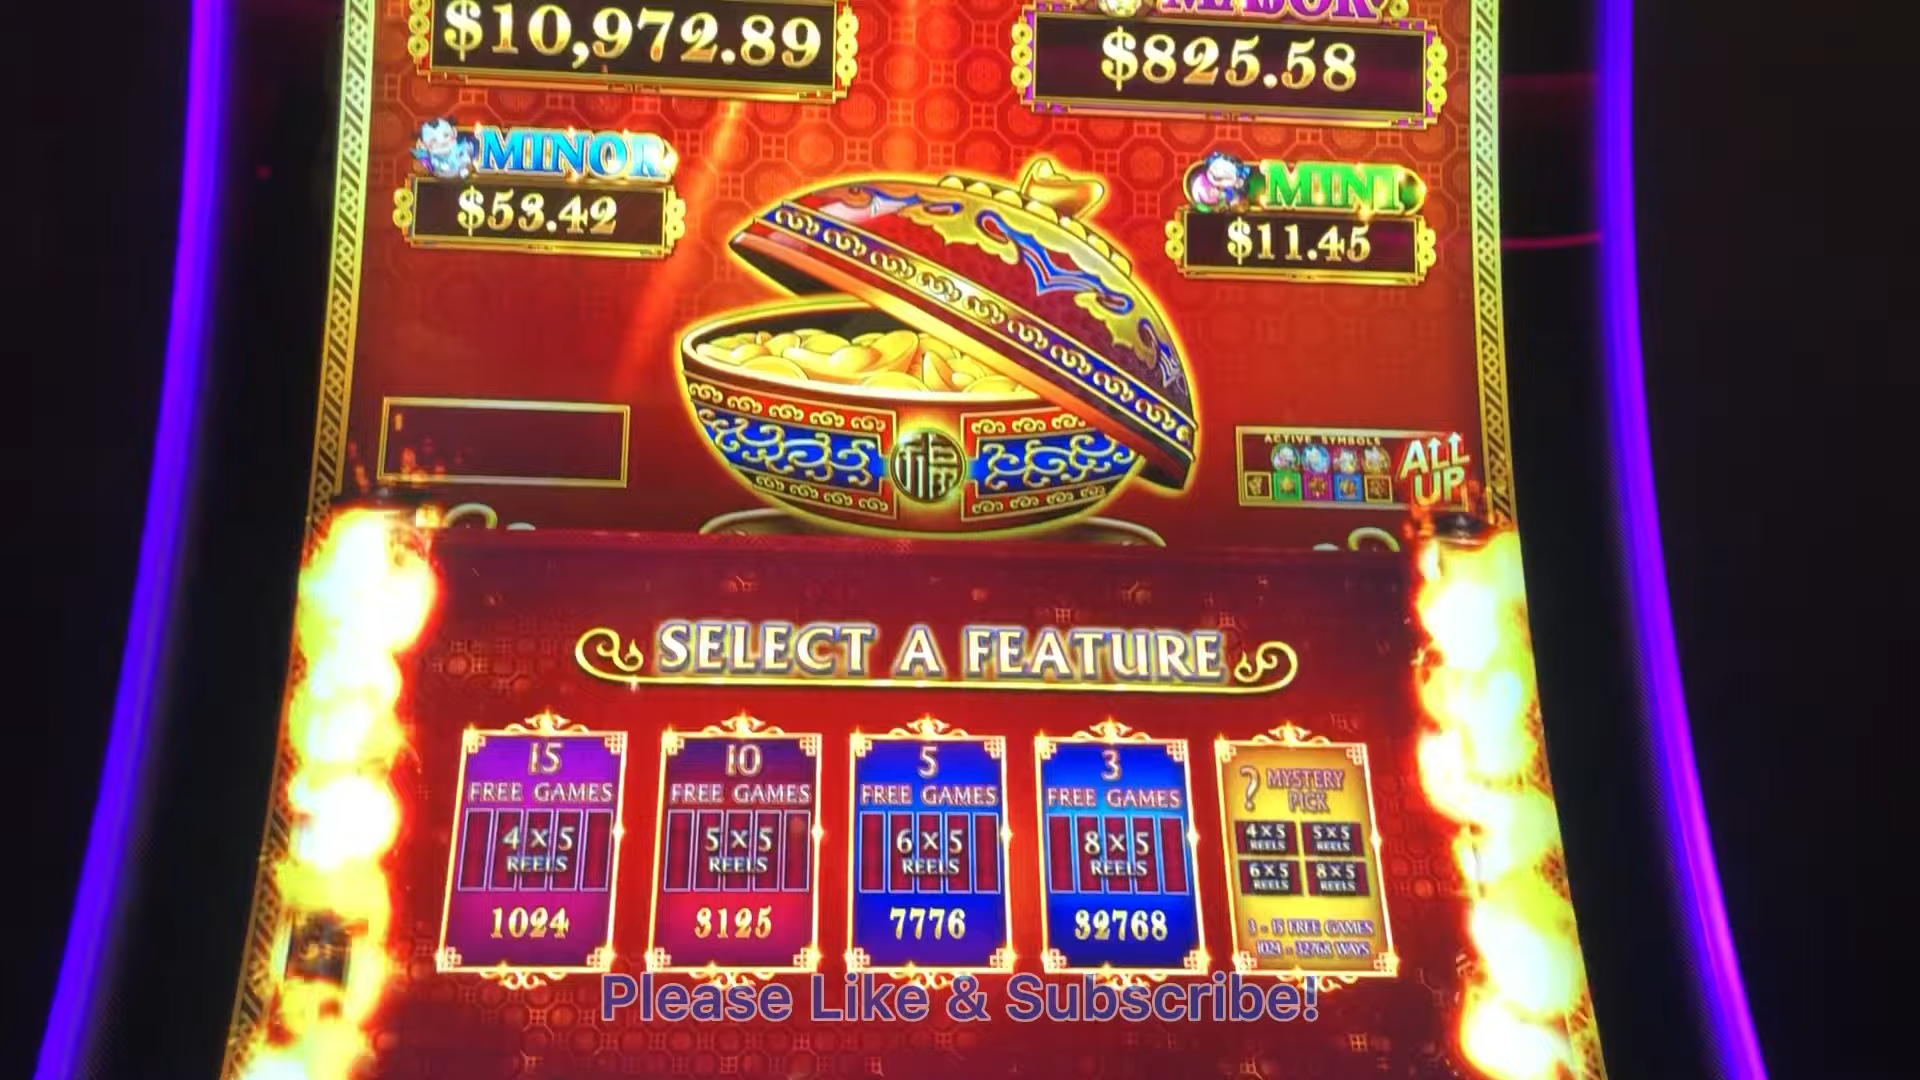 $10,972.89
MAJOR
$825.58
MINOR
$53.42
MINI
$11.45
福
ACTIVE SYMBOLS
ALL
UP
SELECT A FEATURE
15
FREE GAMES
4 X 5
REELS
1024
10
FREE GAMES
5 X 5
REELS
3125
5
FREE GAMES
6 X 5
REELS
7776
3
FREE GAMES
8 X 5
REELS
32768
? MYSTERY
PICK
4 X 5
REELS
5 X 5
REELS
6 X 5
REELS
8 X 5
REELS
3 - 15 FREE GAMES
1024 - 32768 WAYS
Please Like & Subscribe!